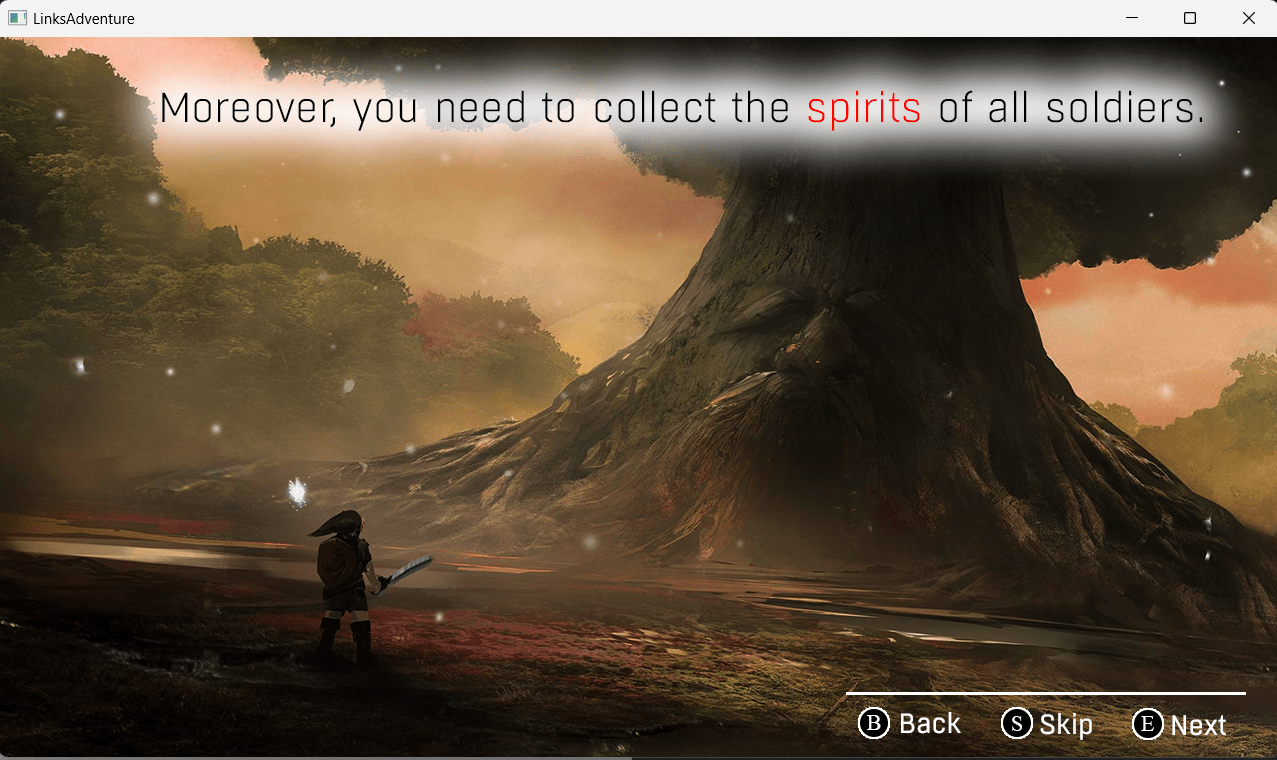 LinksAdventure
Moreover, you need to collect the spirits of all soldiers.
B Back S Skip E Next